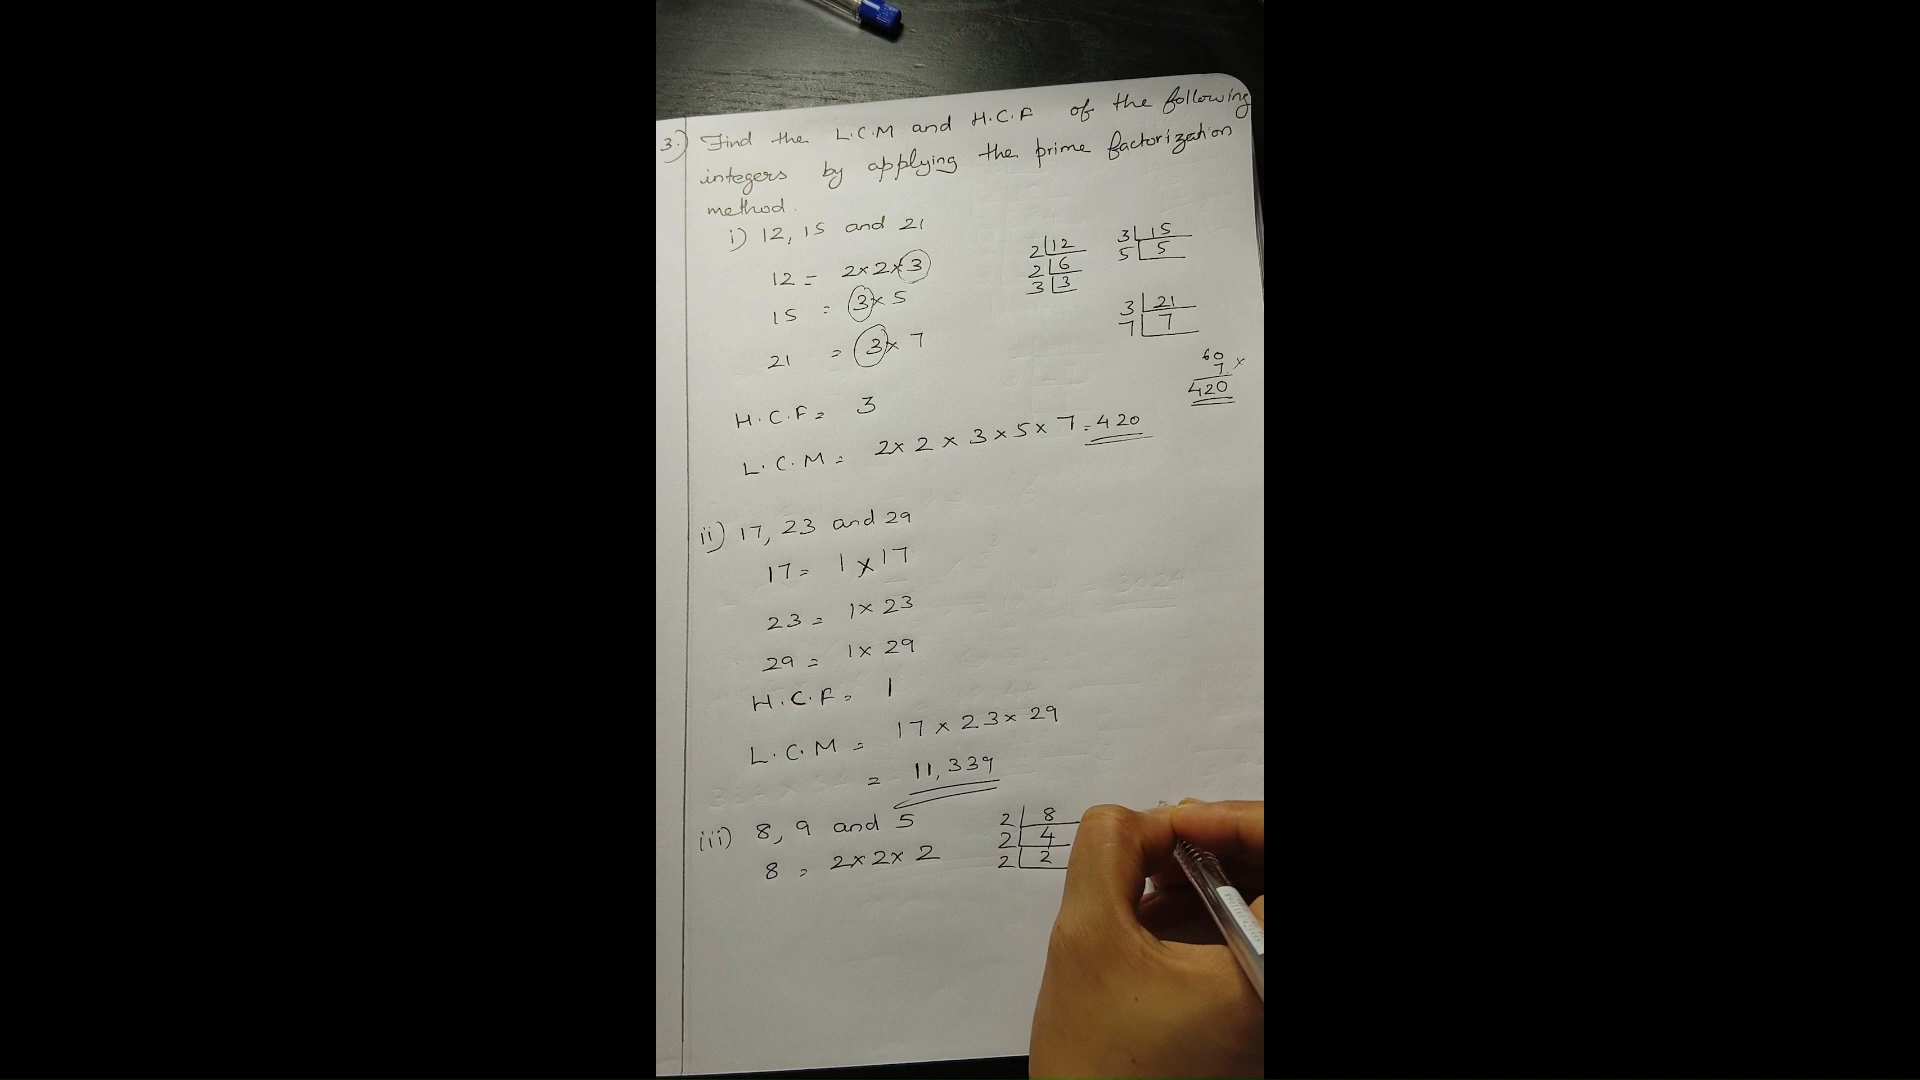 3.) Find the L.C.M and H.C.F of the following
integers by applying the prime factorization
method.
i) 12, 15 and 21
12 = 2×2×3
15 = 3×5
21 = 3×7
2 12
2 6
3 3
3 15
5 5
3 21
7 7
60
7 ×
420
H.C.F = 3
L.C.M = 2×2×3×5×7=420
ii) 17, 23 and 29
17 = 1×17
23 = 1×23
29 = 1×29
H.C.F = 1
L.C.M = 17×23×29
= 11,339
iii) 8, 9 and 5
8 = 2×2×2
2 8
2 4
2 2